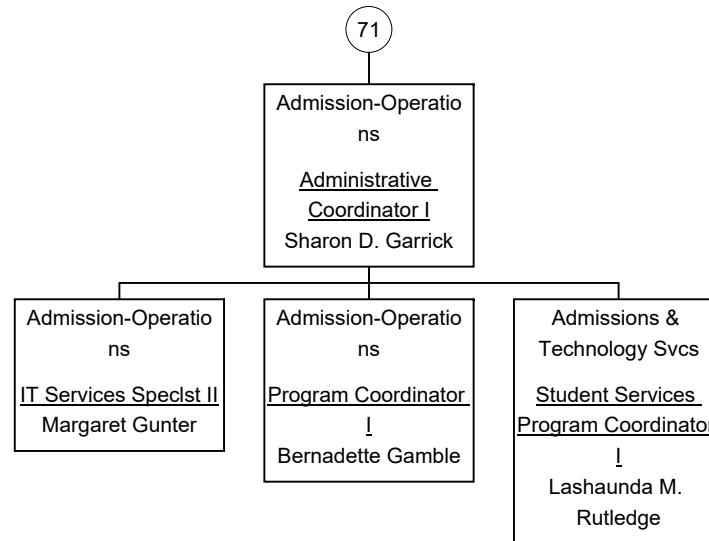 71
Admission-Operatio
ns
Administrative
Coordinator I
Sharon D. Garrick
Admission-Operatio
ns
IT Services Speclst II
Margaret Gunter
Admission-Operatio
ns
Program Coordinator
I
Bernadette Gamble
Admissions &
Technology Svcs
Student Services
Program Coordinator
I
Lashaunda M.
Rutledge